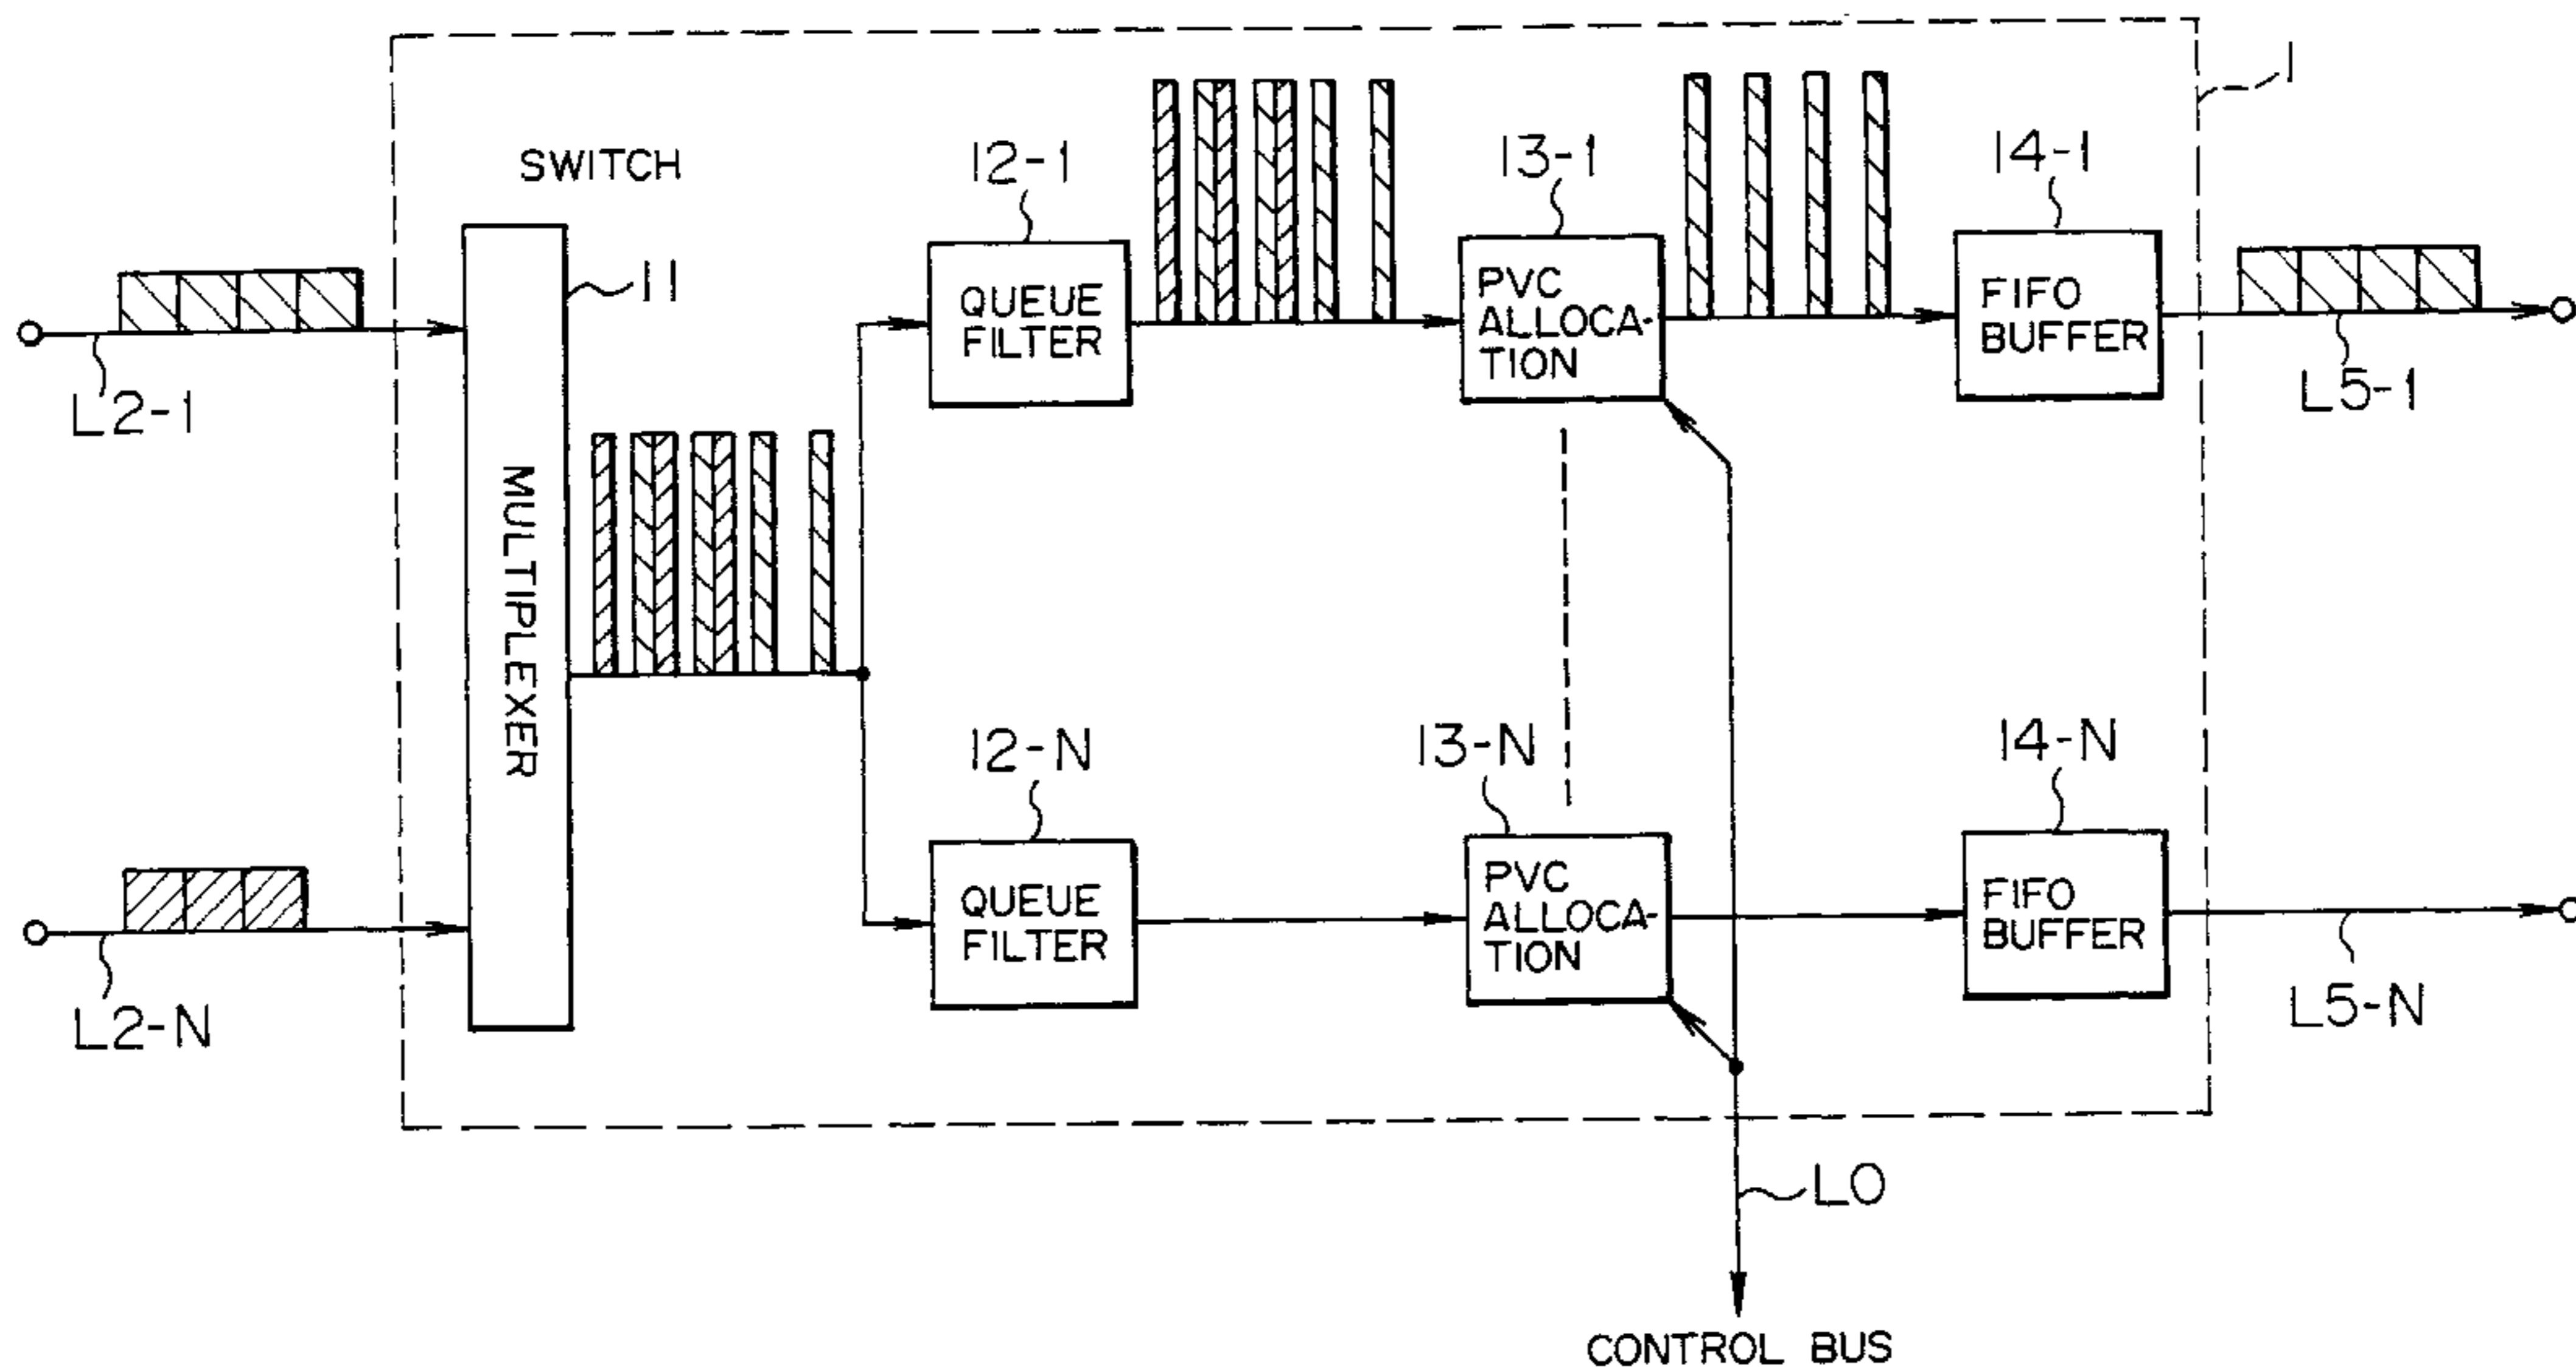 1
SWITCH
12-1
13-1
14-1
11
QUEUE
FILTER
PVC
ALLOCA-
TION
FIFO
BUFFER
L2-1
L5-1
MULTIPLEXER
12-N
13-N
14-N
QUEUE
FILTER
PVC
ALLOCA-
TION
FIFO
BUFFER
L2-N
L5-N
L0
CONTROL BUS